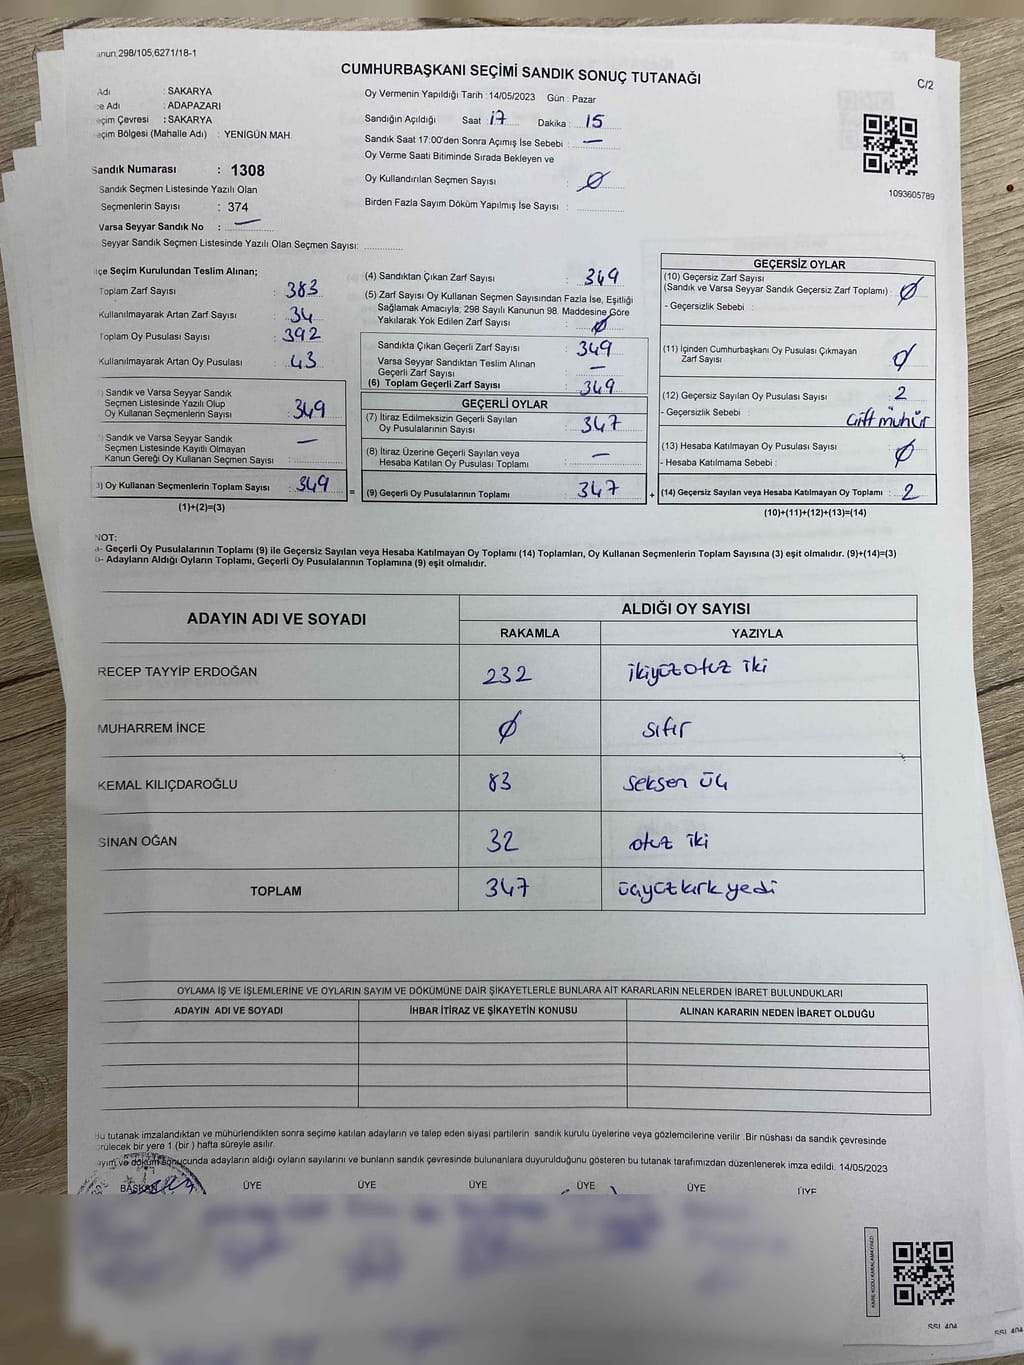 anun;298/105,6271/18-1
CUMHURBAŞKANI SEÇİMİ SANDIK SONUÇ TUTANAĞI
C/2
Adı : SAKARYA
çe Adı : ADAPAZARI
eçim Çevresi : SAKARYA
eçim Bölgesi (Mahalle Adı) : YENİGÜN MAH.
Sandık Numarası : 1308
Sandık Seçmen Listesinde Yazılı Olan
Seçmenlerin Sayısı : 374
Varsa Seyyar Sandık No : —
Seyyar Sandık Seçmen Listesinde Yazılı Olan Seçmen Sayısı:
Oy Vermenin Yapıldığı Tarih : 14/05/2023 Gün : Pazar
Sandığın Açıldığı Saat : 17 Dakika : 15
Sandık Saat 17:00'den Sonra Açımış İse Sebebi : —
Oy Verme Saati Bitiminde Sırada Bekleyen ve
Oy Kullandırılan Seçmen Sayısı : Ø
Birden Fazla Sayım Döküm Yapılmış İse Sayısı :
1093605789
lçe Seçim Kurulundan Teslim Alınan;
Toplam Zarf Sayısı : 383
Kullanılmayarak Artan Zarf Sayısı : 34
Toplam Oy Pusulası Sayısı : 392
Kullanılmayarak Artan Oy Pusulası : 43
) Sandık ve Varsa Seyyar Sandık
Seçmen Listesinde Yazılı Olup
Oy Kullanan Seçmenlerin Sayısı : 349
) Sandık ve Varsa Seyyar Sandık
Seçmen Listesinde Kayıtlı Olmayan
Kanun Gereği Oy Kullanan Seçmen Sayısı : —
3) Oy Kullanan Seçmenlerin Toplam Sayısı : 349 =
(1)+(2)=(3)
(4) Sandıktan Çıkan Zarf Sayısı : 349
(5) Zarf Sayısı Oy Kullanan Seçmen Sayısından Fazla İse, Eşitliği
Sağlamak Amacıyla; 298 Sayılı Kanunun 98. Maddesine Göre
Yakılarak Yok Edilen Zarf Sayısı : Ø
Sandıkta Çıkan Geçerli Zarf Sayısı : 349
Varsa Seyyar Sandıktan Teslim Alınan
Geçerli Zarf Sayısı : —
(6) Toplam Geçerli Zarf Sayısı : 349
GEÇERLİ OYLAR
(7) İtiraz Edilmeksizin Geçerli Sayılan
Oy Pusulalarının Sayısı : 347
(8) İtiraz Üzerine Geçerli Sayılan veya
Hesaba Katılan Oy Pusulası Toplamı : —
(9) Geçerli Oy Pusulalarının Toplamı : 347 +
GEÇERSİZ OYLAR
(10) Geçersiz Zarf Sayısı
(Sandık ve Varsa Seyyar Sandık Geçersiz Zarf Toplamı) : Ø
- Geçersizlik Sebebi :
(11) İçinden Cumhurbaşkanı Oy Pusulası Çıkmayan
Zarf Sayısı : Ø
(12) Geçersiz Sayılan Oy Pusulası Sayısı : 2
- Geçersizlik Sebebi : Çift mühür
(13) Hesaba Katılmayan Oy Pusulası Sayısı : Ø
- Hesaba Katılmama Sebebi :
(14) Geçersiz Sayılan veya Hesaba Katılmayan Oy Toplamı : 2
(10)+(11)+(12)+(13)=(14)
NOT:
a- Geçerli Oy Pusulalarının Toplamı (9) ile Geçersiz Sayılan veya Hesaba Katılmayan Oy Toplamı (14) Toplamları, Oy Kullanan Seçmenlerin Toplam Sayısına (3) eşit olmalıdır. (9)+(14)=(3)
b- Adayların Aldığı Oyların Toplamı, Geçerli Oy Pusulalarının Toplamına (9) eşit olmalıdır.
ADAYIN ADI VE SOYADI ALDIĞI OY SAYISI
RAKAMLA YAZIYLA
RECEP TAYYİP ERDOĞAN 232 ikiyüzotuz iki
MUHARREM İNCE Ø sıfır
KEMAL KILIÇDAROĞLU 83 seksen üç
SİNAN OĞAN 32 otuz iki
TOPLAM 347 üçyüzkırkyedi
OYLAMA İŞ VE İŞLEMLERİNE VE OYLARIN SAYIM VE DÖKÜMÜNE DAİR ŞİKAYETLERLE BUNLARA AİT KARARLARIN NELERDEN İBARET BULUNDUKLARI
ADAYIN ADI VE SOYADI İHBAR İTİRAZ VE ŞİKAYETİN KONUSU ALINAN KARARIN NEDEN İBARET OLDUĞU
Bu tutanak imzalandıktan ve mühürlendikten sonra seçime katılan adayların ve talep eden siyasi partilerin sandık kurulu üyelerine veya gözlemcilerine verilir .Bir nüshası da sandık çevresinde
örülecek bir yere 1 (bir ) hafta süreyle asılır.
ayım ve döküm sonucunda adayların aldığı oyların sayılarını ve bunların sandık çevresinde bulunanlara duyurulduğunu gösteren bu tutanak tarafımızdan düzenlenerek imza edildi. 14/05/2023
BAŞKAN ÜYE ÜYE ÜYE ÜYE ÜYE ÜYE
KARE KODU KARALAMAYINIZ!
SSL 404
SSL 404